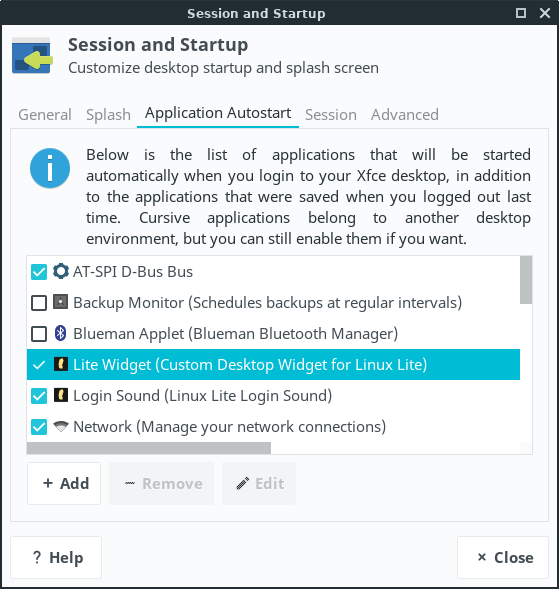 Session and Startup
Session and Startup
Customize desktop startup and splash screen
General Splash Application Autostart Session Advanced
Below is the list of applications that will be started
automatically when you login to your Xfce desktop, in addition
to the applications that were saved when you logged out last
time. Cursive applications belong to another desktop
environment, but you can still enable them if you want.
AT-SPI D-Bus Bus
Backup Monitor (Schedules backups at regular intervals)
Blueman Applet (Blueman Bluetooth Manager)
Lite Widget (Custom Desktop Widget for Linux Lite)
Login Sound (Linux Lite Login Sound)
Network (Manage your network connections)
Add Remove Edit
Help Close